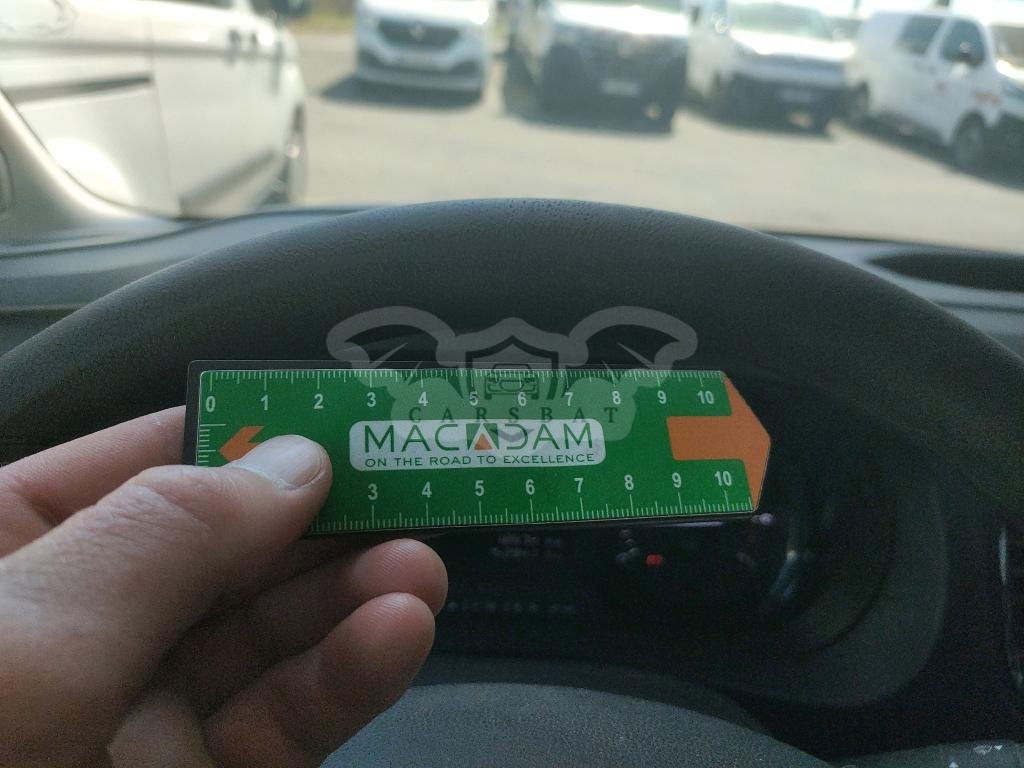 0 1 2 3 4 5 6 7 8 9 10
CARSBAT
MACADAM
ON THE ROAD TO EXCELLENCE
3 4 5 6 7 8 9 10